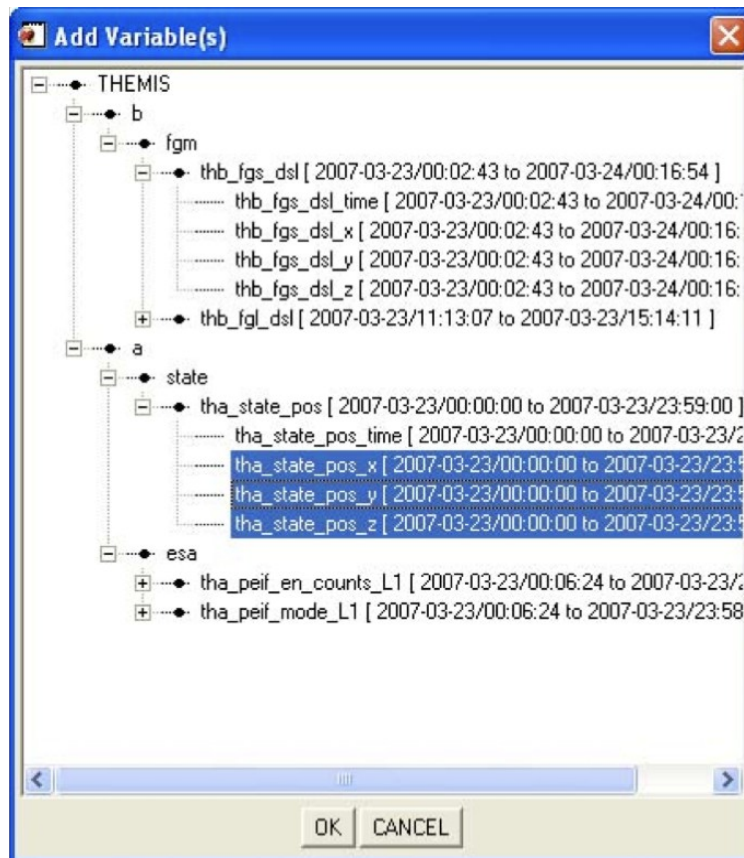 Add Variable(s)
THEMIS
b
fgm
thb_fgs_dsl [ 2007-03-23/00:02:43 to 2007-03-24/00:16:54 ]
thb_fgs_dsl_time [ 2007-03-23/00:02:43 to 2007-03-24/00:
thb_fgs_dsl_x [ 2007-03-23/00:02:43 to 2007-03-24/00:16:
thb_fgs_dsl_y [ 2007-03-23/00:02:43 to 2007-03-24/00:16:
thb_fgs_dsl_z [ 2007-03-23/00:02:43 to 2007-03-24/00:16:
thb_fgl_dsl [ 2007-03-23/11:13:07 to 2007-03-23/15:14:11 ]
a
state
tha_state_pos [ 2007-03-23/00:00:00 to 2007-03-23/23:59:00 ]
tha_state_pos_time [ 2007-03-23/00:00:00 to 2007-03-23/2
tha_state_pos_x [ 2007-03-23/00:00:00 to 2007-03-23/23:5
tha_state_pos_y [ 2007-03-23/00:00:00 to 2007-03-23/23:5
tha_state_pos_z [ 2007-03-23/00:00:00 to 2007-03-23/23:5
esa
tha_peif_en_counts_L1 [ 2007-03-23/00:06:24 to 2007-03-23/2
tha_peif_mode_L1 [ 2007-03-23/00:06:24 to 2007-03-23/23:58
OK
CANCEL